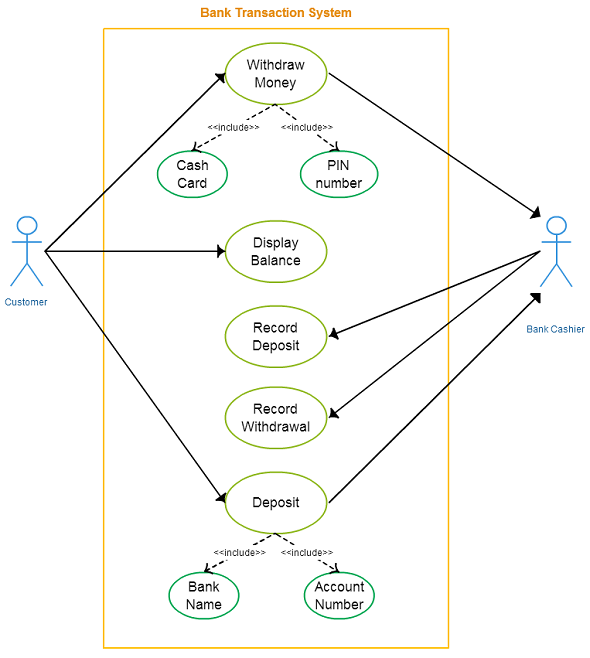 Bank Transaction System
Withdraw
Money
<<include>>
<<include>>
Cash
Card
PIN
number
Customer
Display
Balance
Bank Cashier
Record
Deposit
Record
Withdrawal
Deposit
<<include>>
<<include>>
Bank
Name
Account
Number